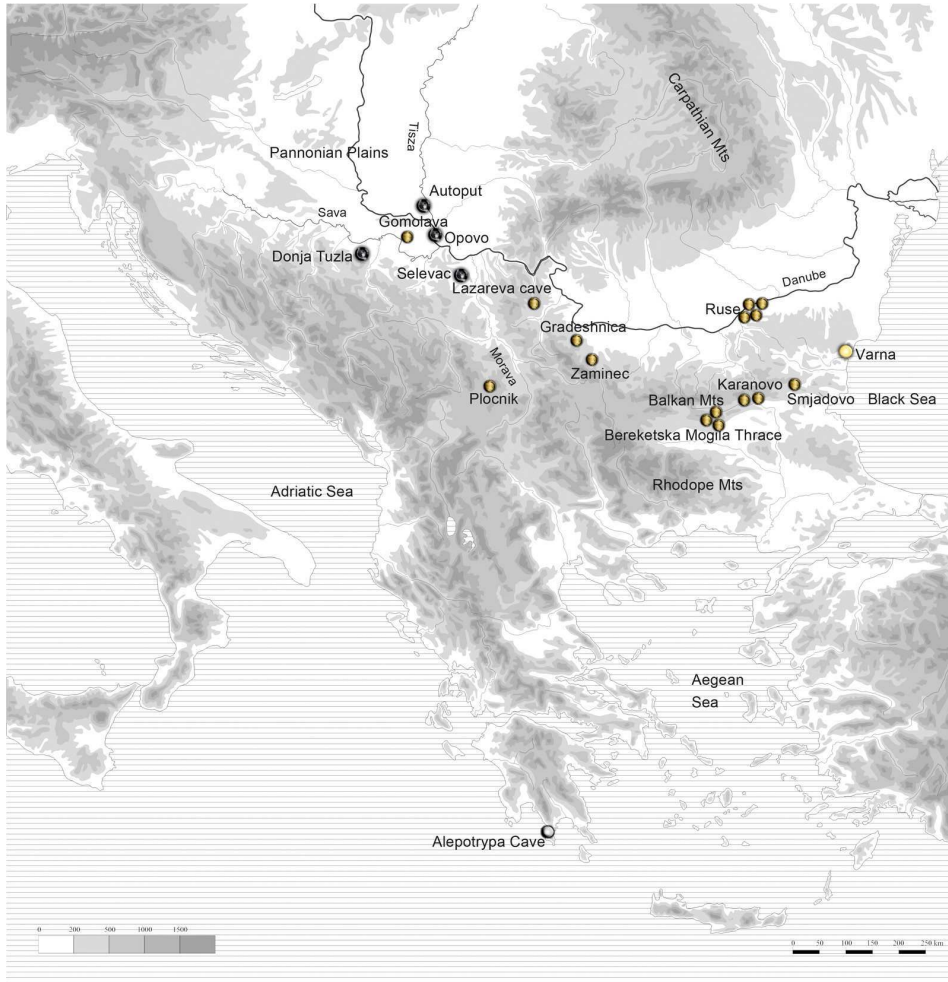 Carpathian Mts
Tisza
Pannonian Plains
Autoput
Sava
Gomolava
Opovo
Donja Tuzla
Selevac
Lazareva cave
Danube
Ruse
Gradeshnica
Varna
Morava
Zaminec
Karanovo
Plocnik
Balkan Mts
Smjadovo
Black Sea
Bereketska Mogila Thrace
Rhodope Mts
Adriatic Sea
Aegean
Sea
Alepotrypa Cave
0 200 500 1000 1500
0 50 100 150 200 250 km